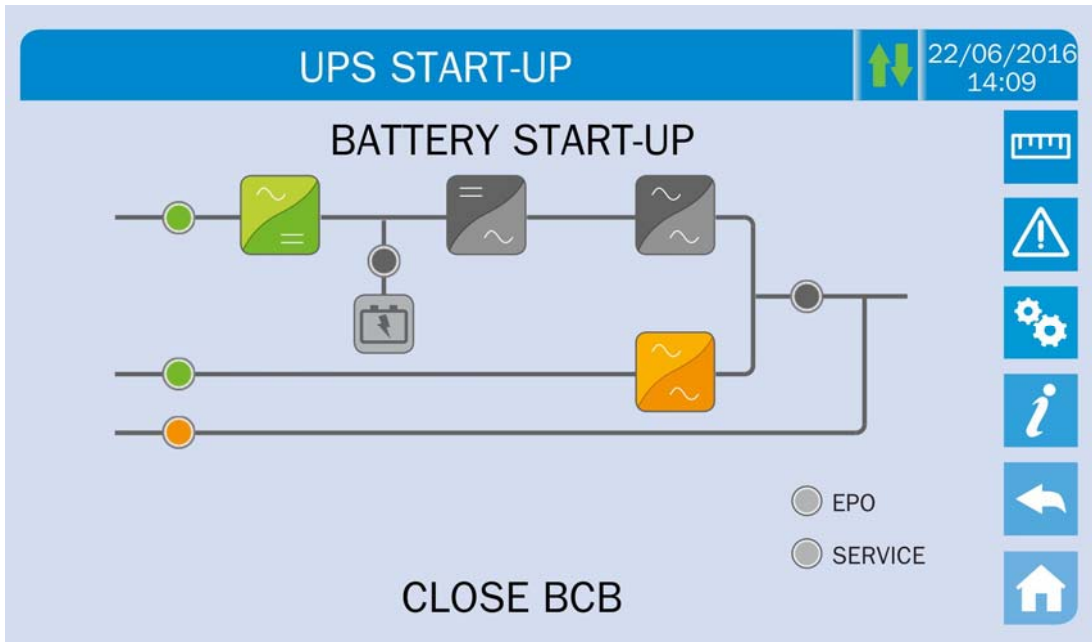 UPS START-UP
22/06/2016
14:09
BATTERY START-UP
EPO
SERVICE
CLOSE BCB